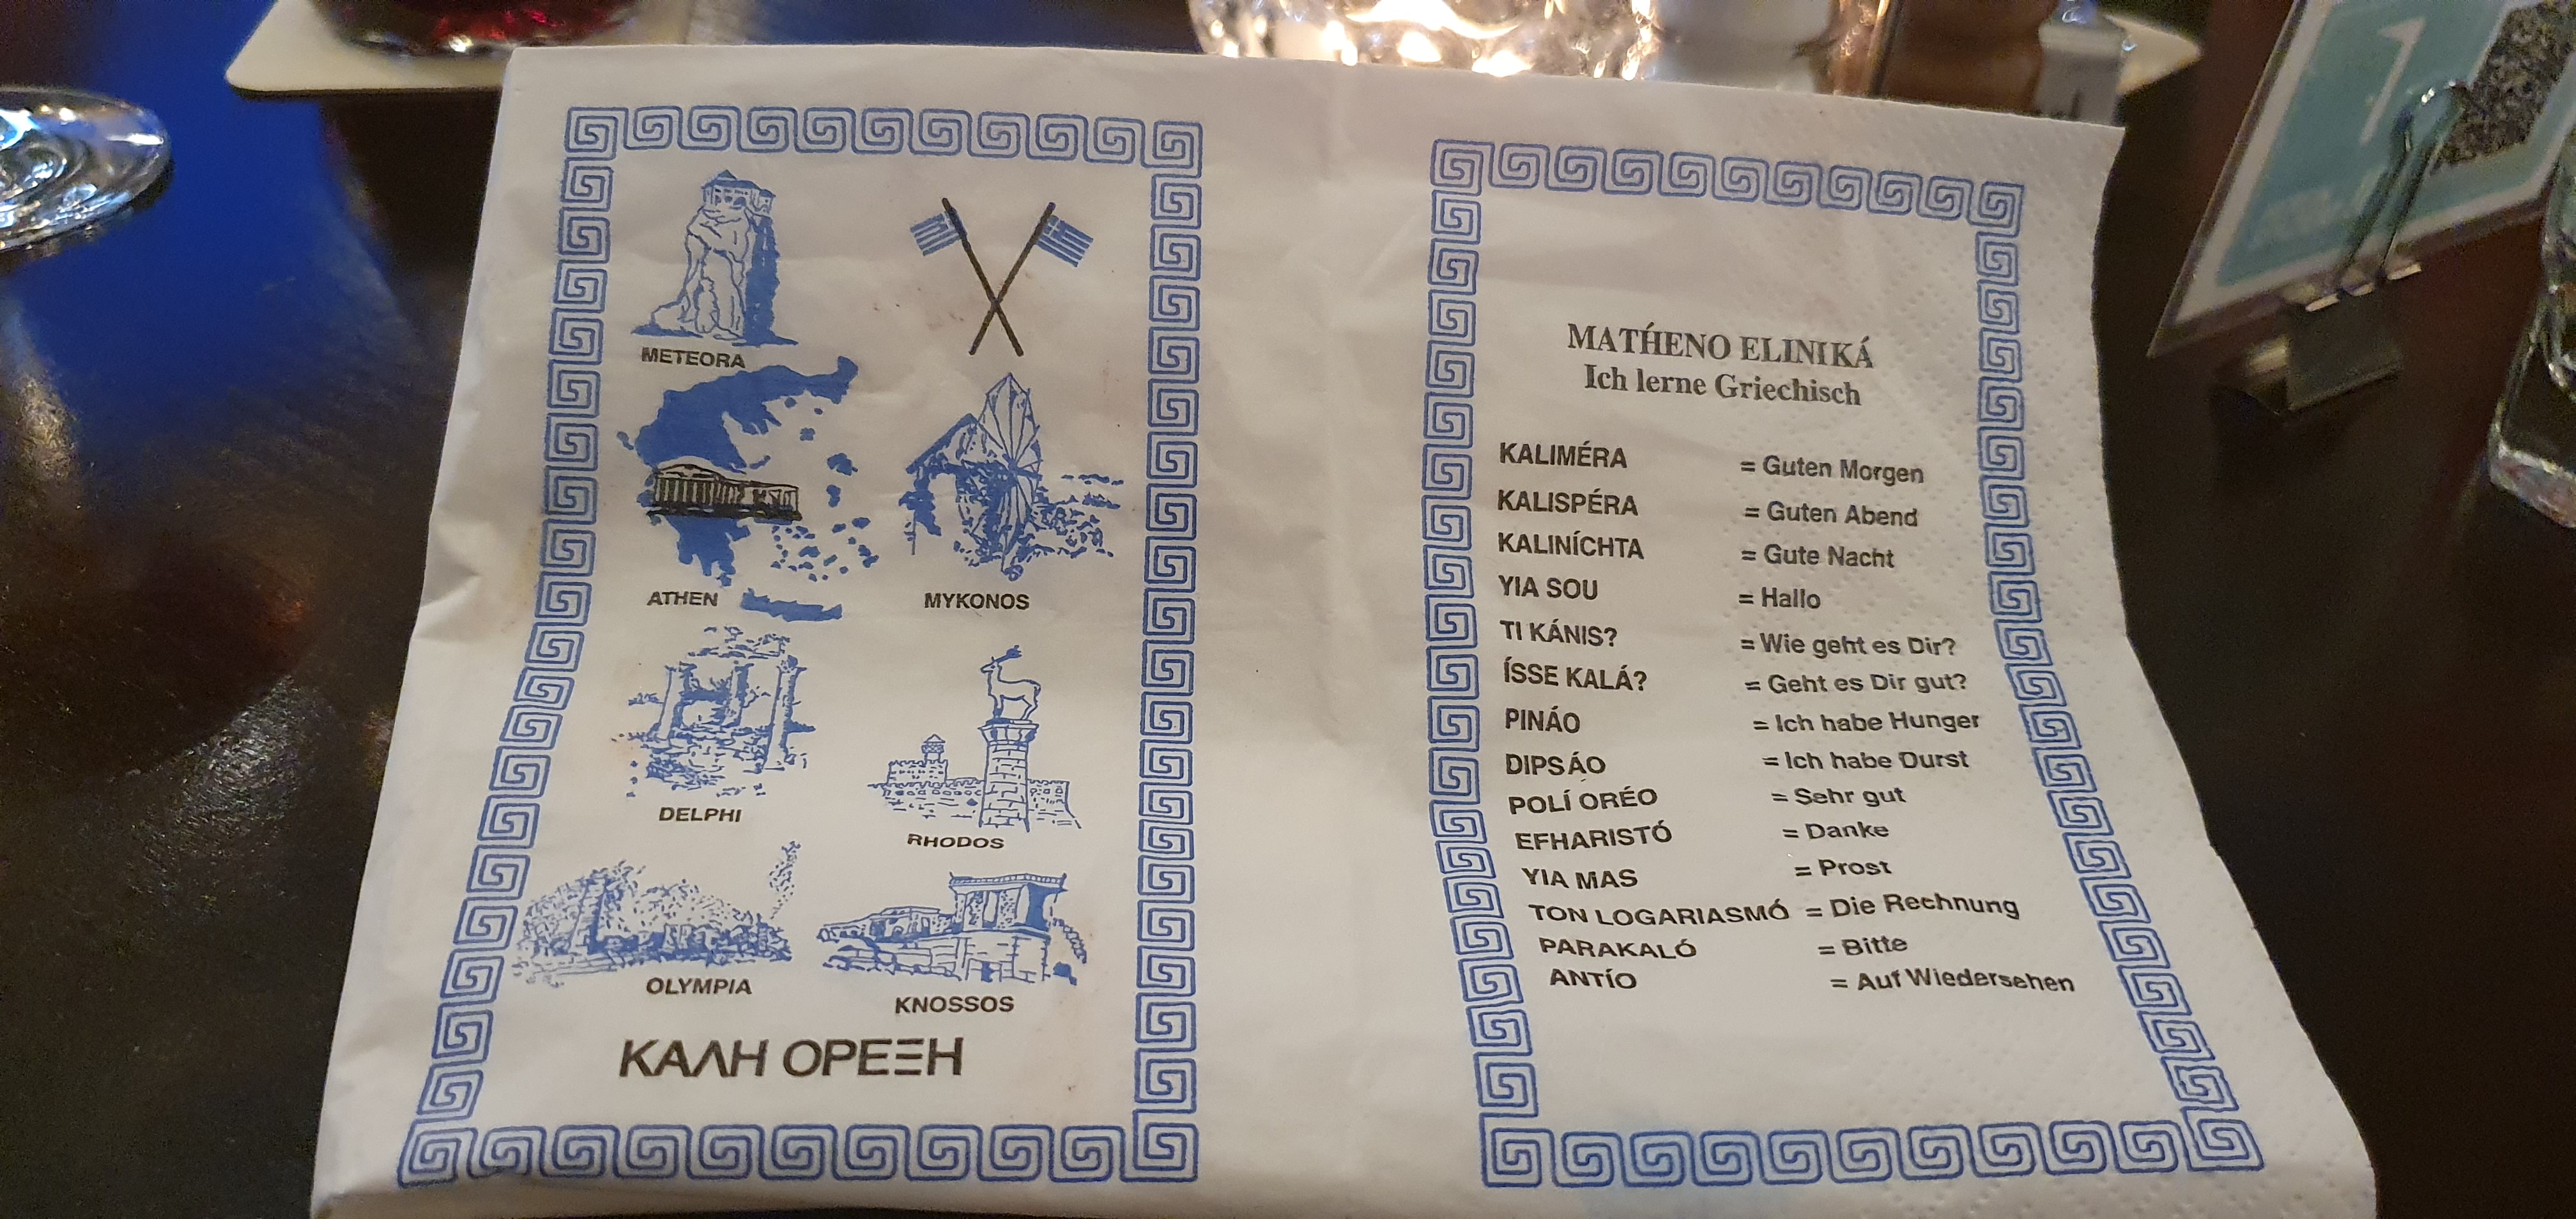 METEORA
ATHEN
MYKONOS
DELPHI
RHODOS
OLYMPIA
KNOSSOS
ΚΑΛΗ ΟΡΕΞΗ
MATH́ENO ELINIKÁ
Ich lerne Griechisch
KALIMÉRA = Guten Morgen
KALISPÉRA = Guten Abend
KALINÍCHTA = Gute Nacht
YIA SOU = Hallo
TI KÁNIS? = Wie geht es Dir?
ÍSSE KALÁ? = Geht es Dir gut?
PINÁO = Ich habe Hunger
DIPSÁO = Ich habe Durst
POLÍ ORÉO = Sehr gut
EFHARISTÓ = Danke
YIA MAS = Prost
TON LOGARIASMÓ = Die Rechnung
PARAKALÓ = Bitte
ANTÍO = Auf Wiedersehen
1